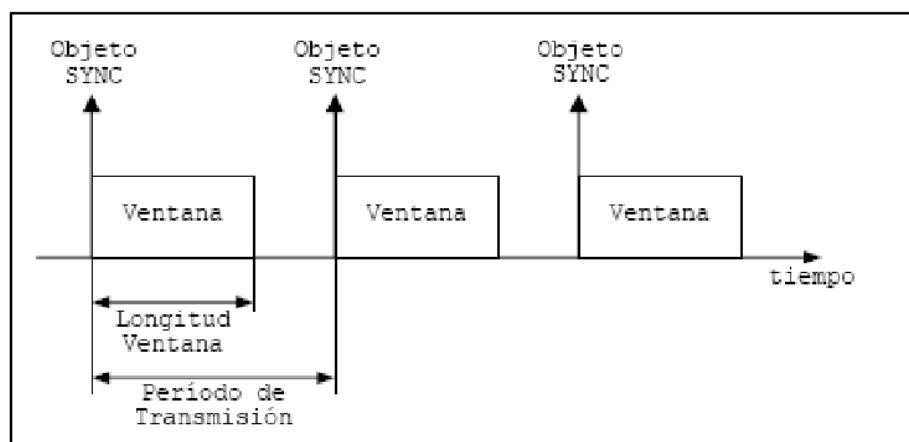 Objeto
SYNC
Objeto
SYNC
Objeto
SYNC
Ventana
Ventana
Ventana
tiempo
Longitud
Ventana
Período de
Transmisión